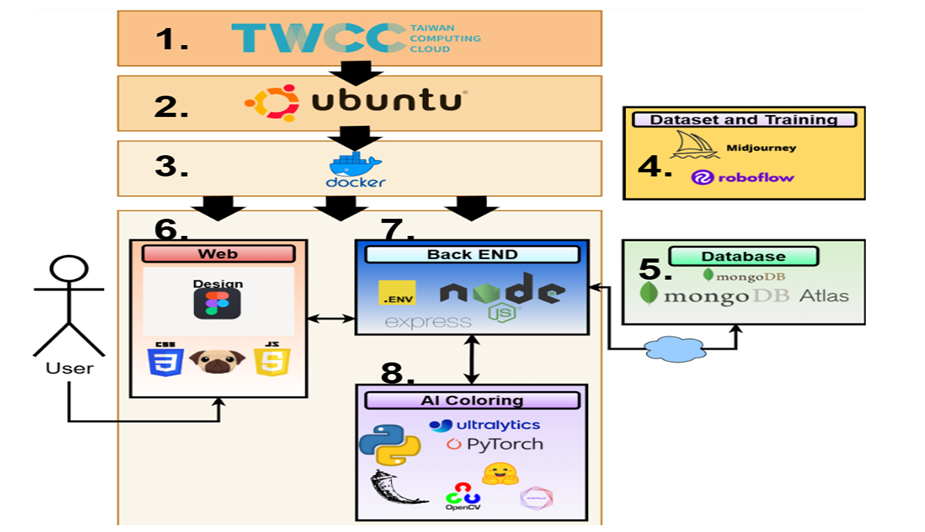 1.
TWCC
TAIWAN
COMPUTING
CLOUD
2.
ubuntu
3.
docker
Dataset and Training
4.
Midjourney
roboflow
6.
Web
Design
CSS
JS
7.
Back END
.ENV
node
JS
express
5.
Database
mongoDB
mongoDB Atlas
User
8.
AI Coloring
ultralytics
PyTorch
OpenCV